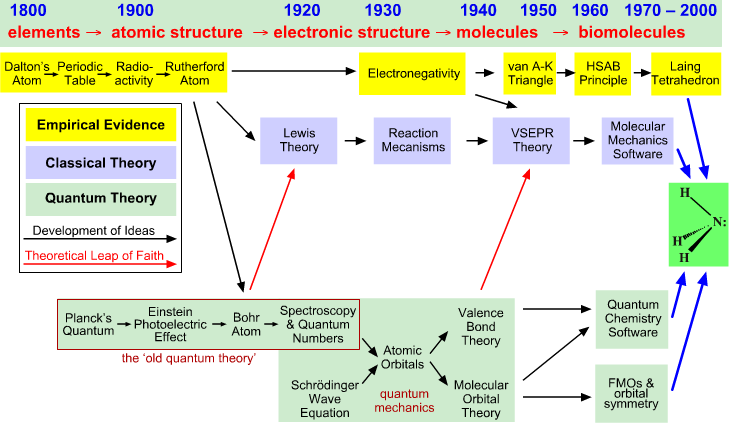 1800 1900 1920 1930 1940 1950 1960 1970 – 2000
elements → atomic structure → electronic structure → molecules → biomolecules
Dalton's
Atom
Periodic
Table
Radio-
activity
Rutherford
Atom
Electronegativity
van A-K
Triangle
HSAB
Principle
Laing
Tetrahedron
Empirical Evidence
Classical Theory
Quantum Theory
Development of Ideas
Theoretical Leap of Faith
Lewis
Theory
Reaction
Mecanisms
VSEPR
Theory
Molecular
Mechanics
Software
H
N:
H
H
Planck's
Quantum
Einstein
Photoelectric
Effect
Bohr
Atom
Spectroscopy
& Quantum
Numbers
the 'old quantum theory'
Schrödinger
Wave
Equation
Atomic
Orbitals
quantum
mechanics
Valence
Bond
Theory
Molecular
Orbital
Theory
Quantum
Chemistry
Software
FMOs &
orbital
symmetry